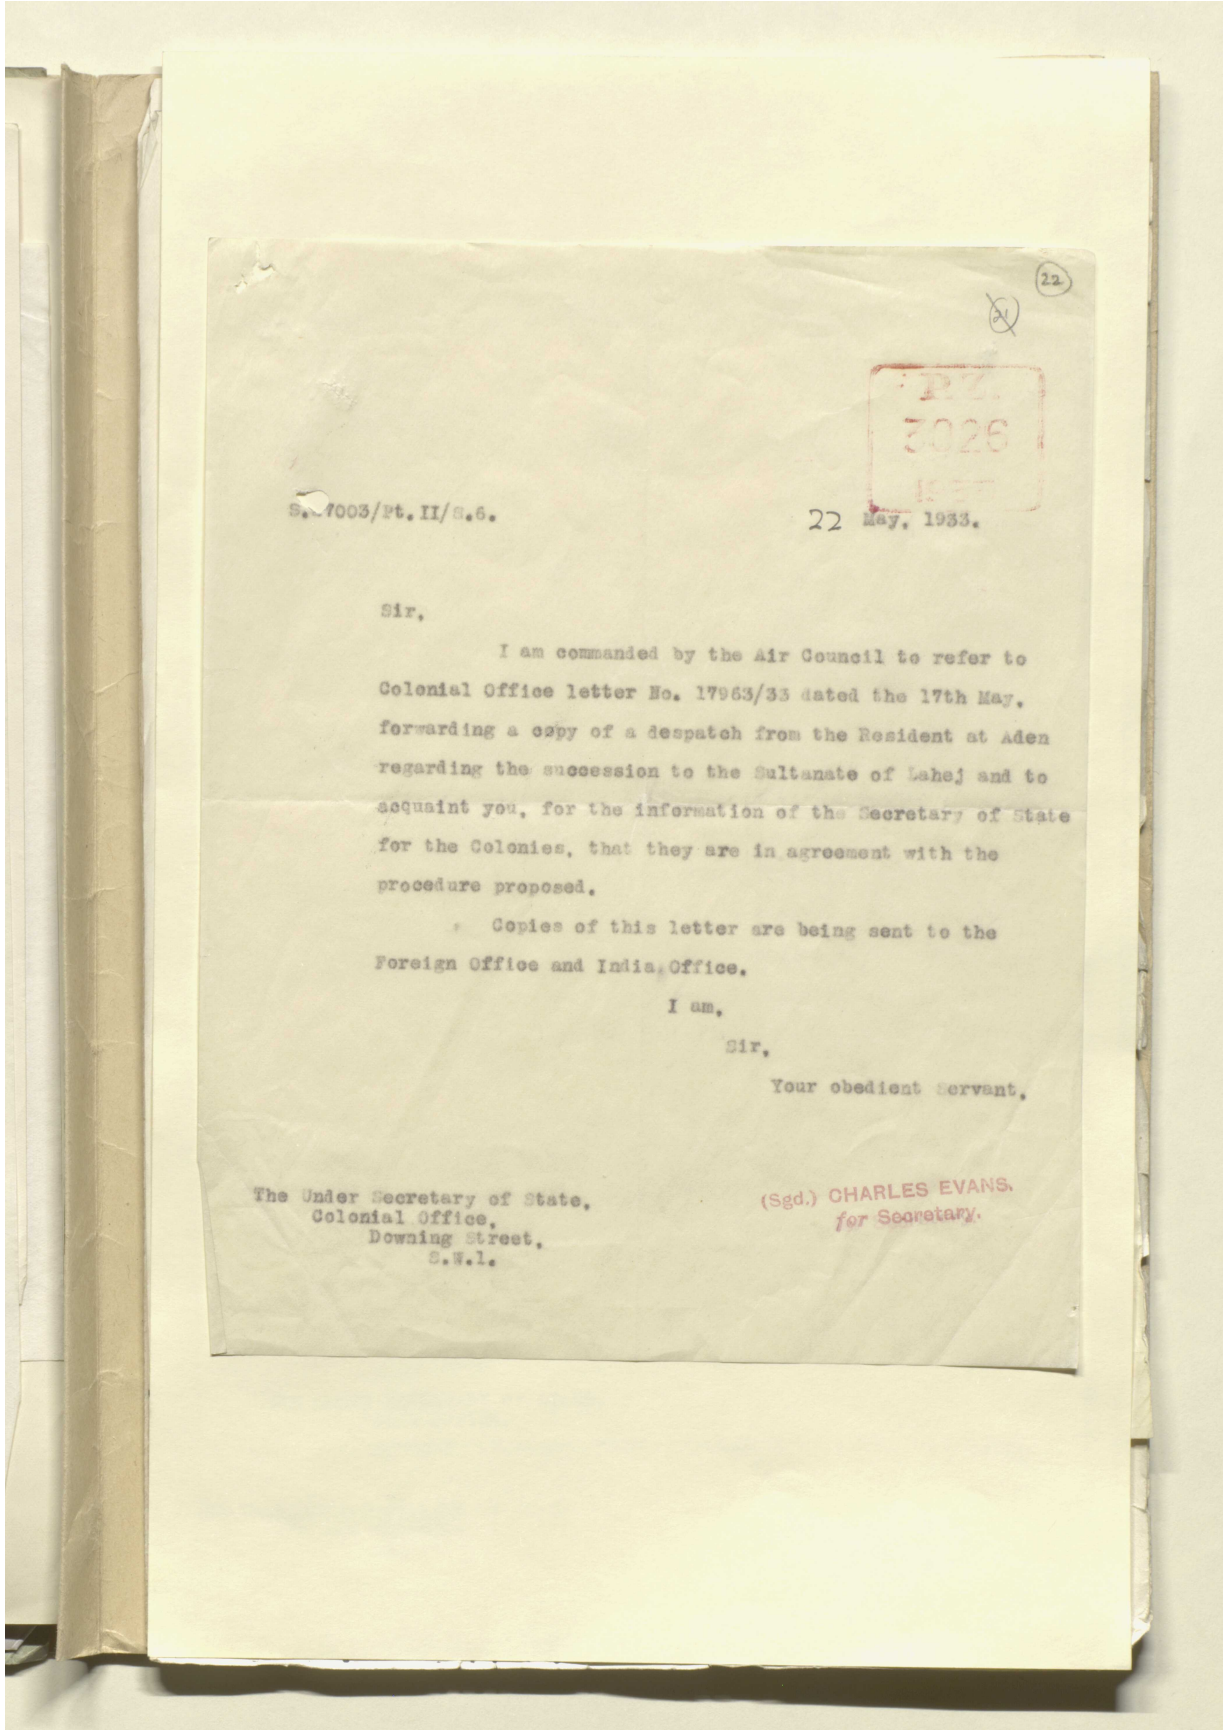 22
21
P.Z.
3026
S. 7003/Pt. II/S.6.
22 May, 1933.
Sir,
I am commanded by the Air Council to refer to
Colonial Office letter No. 17963/33 dated the 17th May,
forwarding a copy of a despatch from the Resident at Aden
regarding the succession to the Sultanate of Lahej and to
acquaint you, for the information of the Secretary of State
for the Colonies, that they are in agreement with the
procedure proposed.
Copies of this letter are being sent to the
Foreign Office and India Office.
I am,
Sir,
Your obedient Servant,
(Sgd.) CHARLES EVANS.
for Secretary.
The Under Secretary of State,
Colonial Office,
Downing Street,
S.W.1.